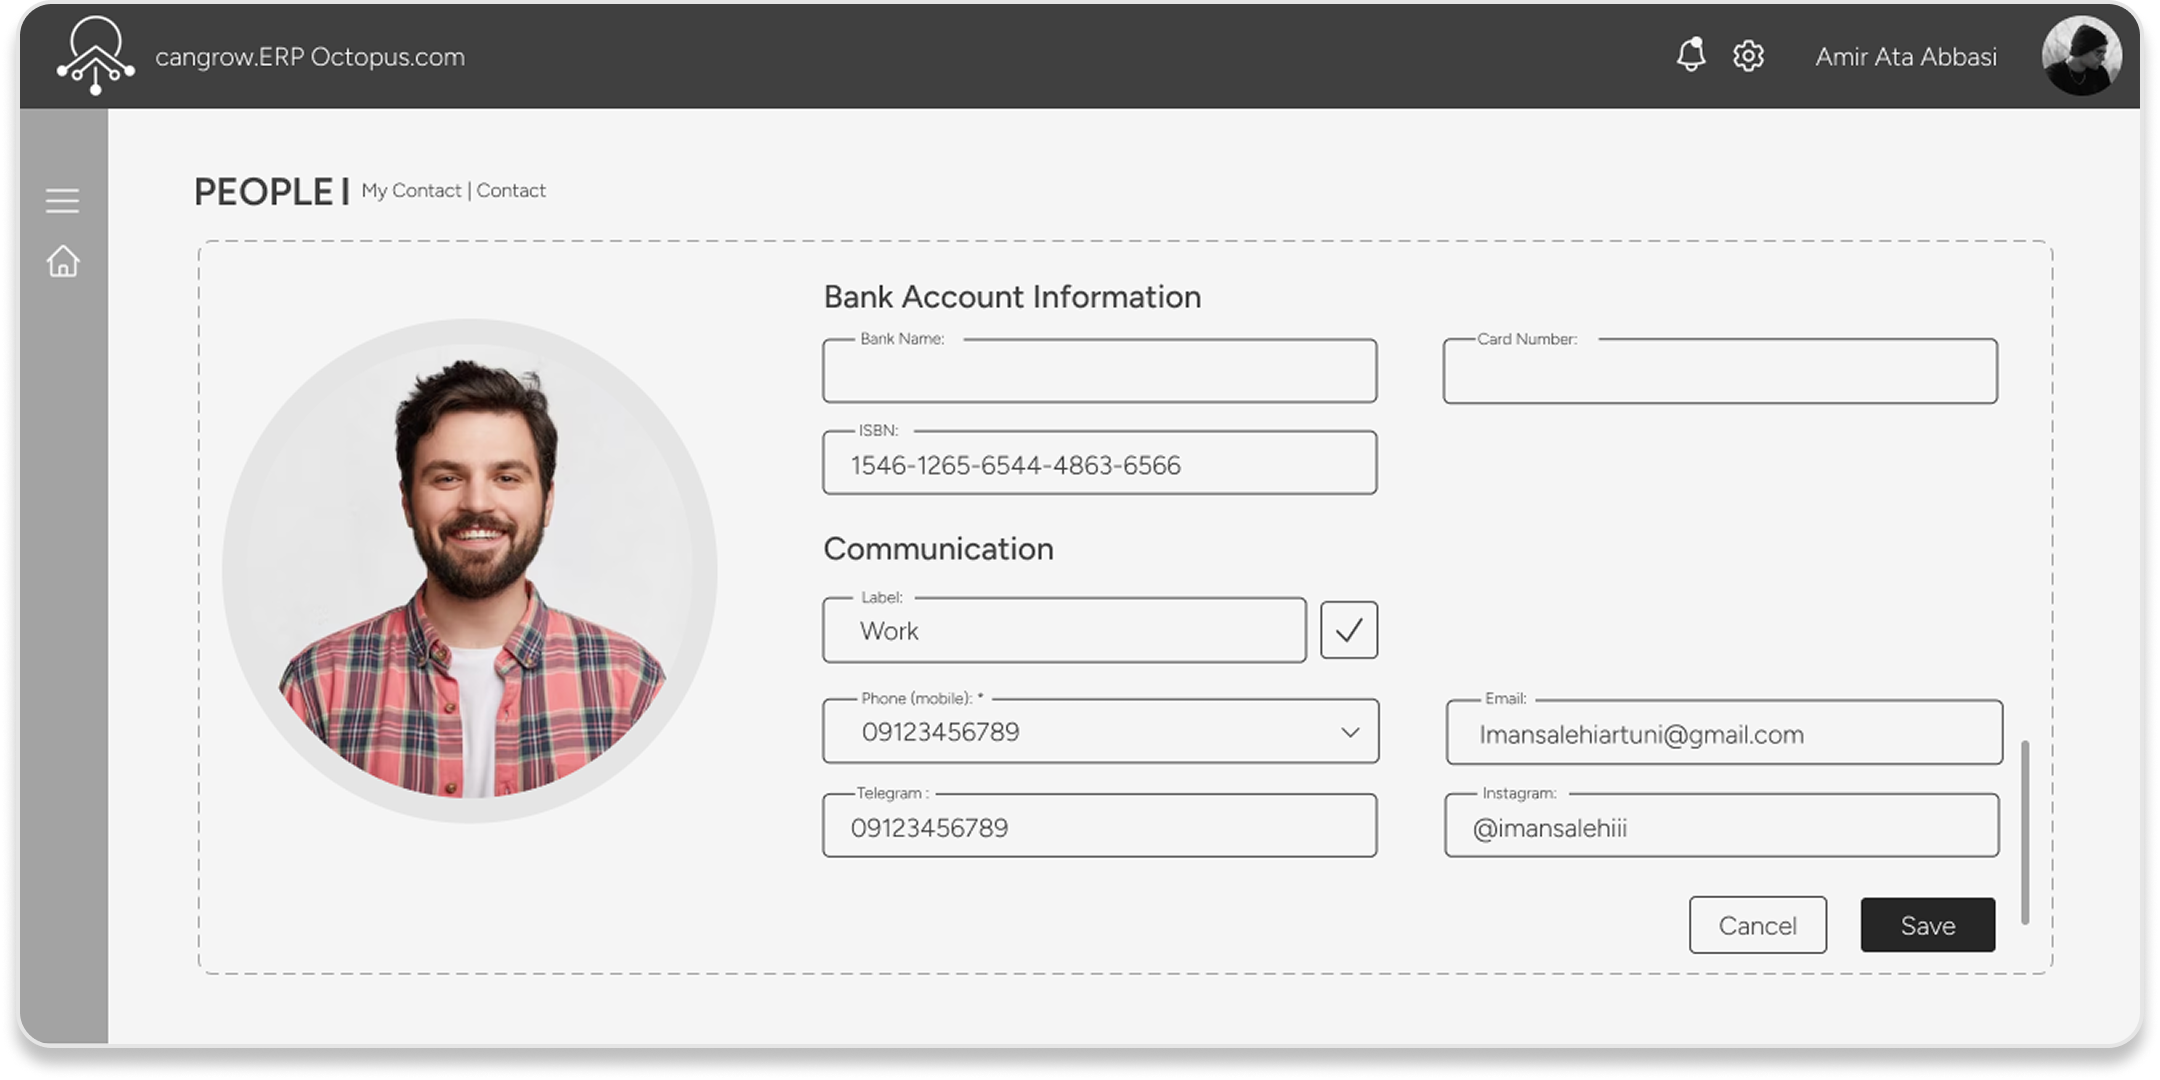 cangrow.ERP Octopus.com
Amir Ata Abbasi
PEOPLE | My Contact | Contact
Bank Account Information
Bank Name:
Card Number:
ISBN:
1546-1265-6544-4863-6566
Communication
Label:
Work
Phone (mobile): *
09123456789
Email:
Imansalehiartuni@gmail.com
Telegram :
09123456789
Instagram:
@imansalehiii
Cancel
Save